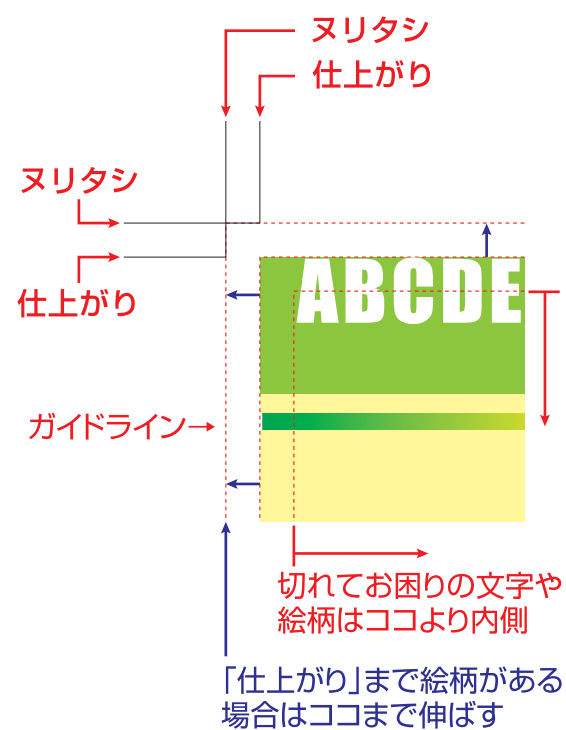 ヌリタシ
仕上がり
ヌリタシ
仕上がり
ABCDE
ガイドライン→
切れてお困りの文字や
絵柄はココより内側
「仕上がり」まで絵柄がある
場合はココまで伸ばす